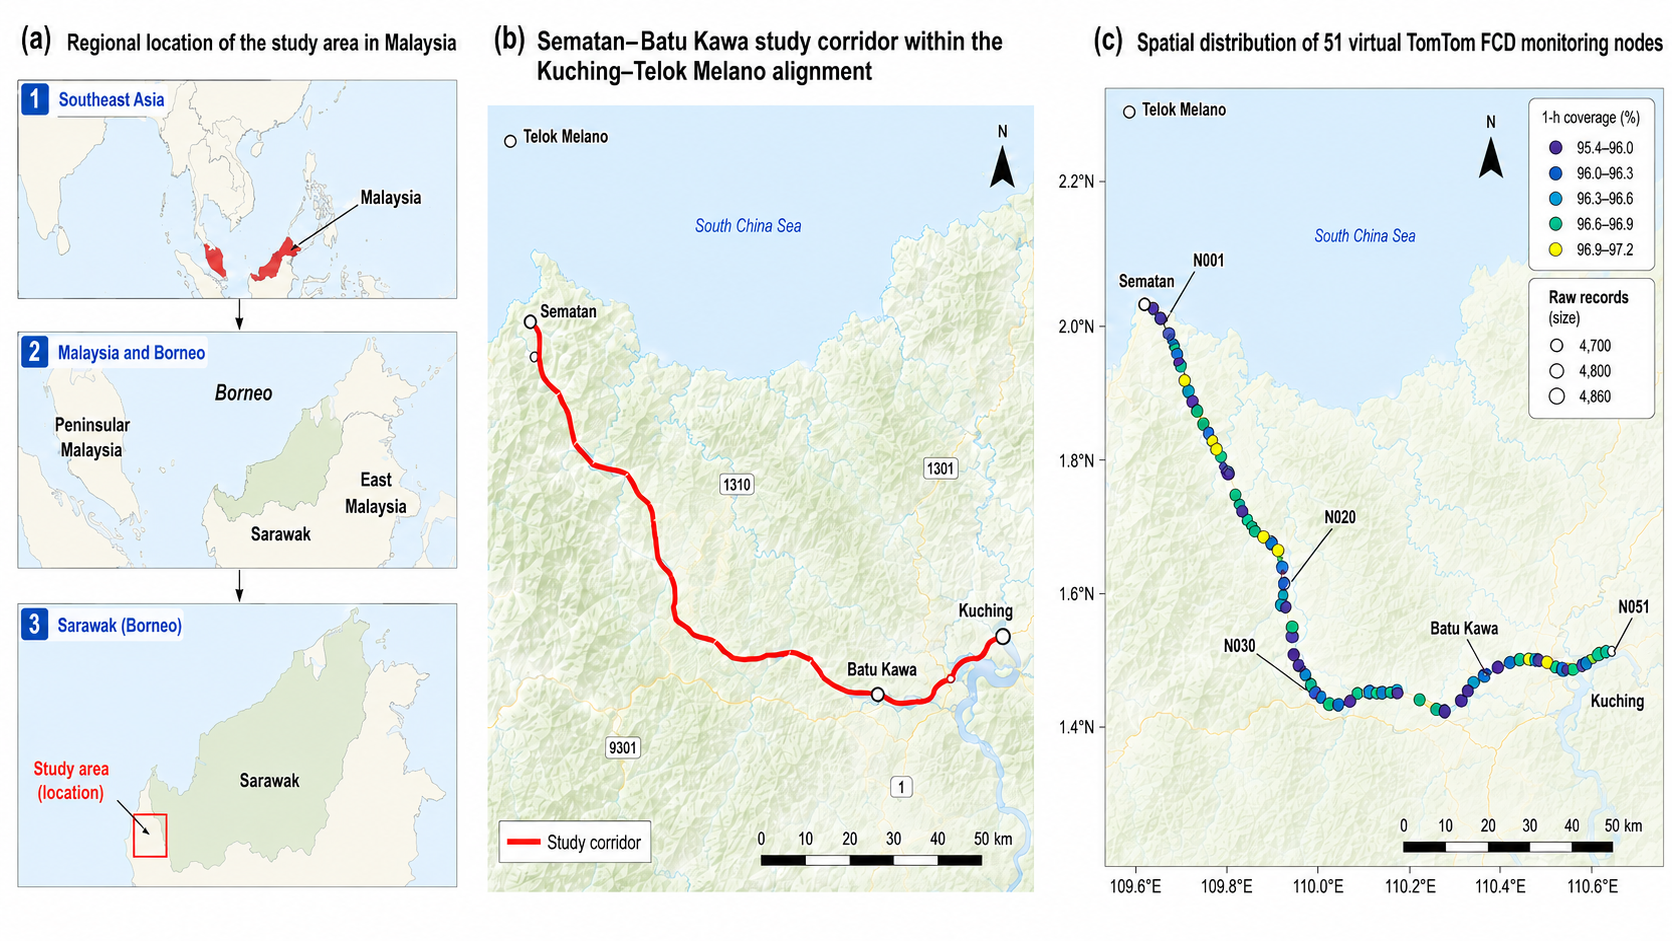 (a) Regional location of the study area in Malaysia
1 Southeast Asia
Malaysia
2 Malaysia and Borneo
Borneo
Peninsular
Malaysia
East
Malaysia
Sarawak
3 Sarawak (Borneo)
Study area
(location)
Sarawak
(b) Sematan–Batu Kawa study corridor within the
Kuching–Telok Melano alignment
Telok Melano
N
South China Sea
Sematan
1310
1301
Kuching
Batu Kawa
9301
1
Study corridor
0 10 20 30 40 50 km
(c) Spatial distribution of 51 virtual TomTom FCD monitoring nodes
Telok Melano
N
1-h coverage (%)
95.4–96.0
96.0–96.3
96.3–96.6
96.6–96.9
96.9–97.2
Raw records
(size)
4,700
4,800
4,860
South China Sea
N001
Sematan
N020
N030
Batu Kawa
N051
Kuching
2.2°N
2.0°N
1.8°N
1.6°N
1.4°N
0 10 20 30 40 50 km
109.6°E 109.8°E 110.0°E 110.2°E 110.4°E 110.6°E